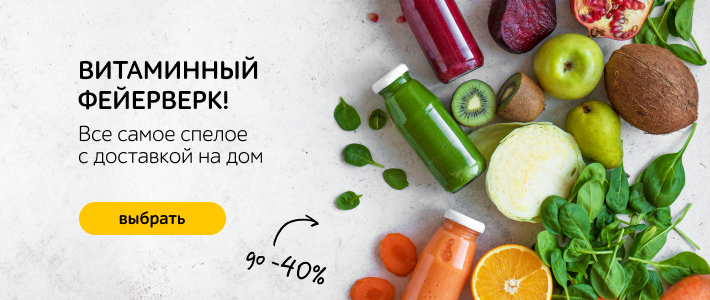 ВИТАМИННЫЙ
ФЕЙЕРВЕРК!
Все самое спелое
с доставкой на дом
выбрать
до -40%